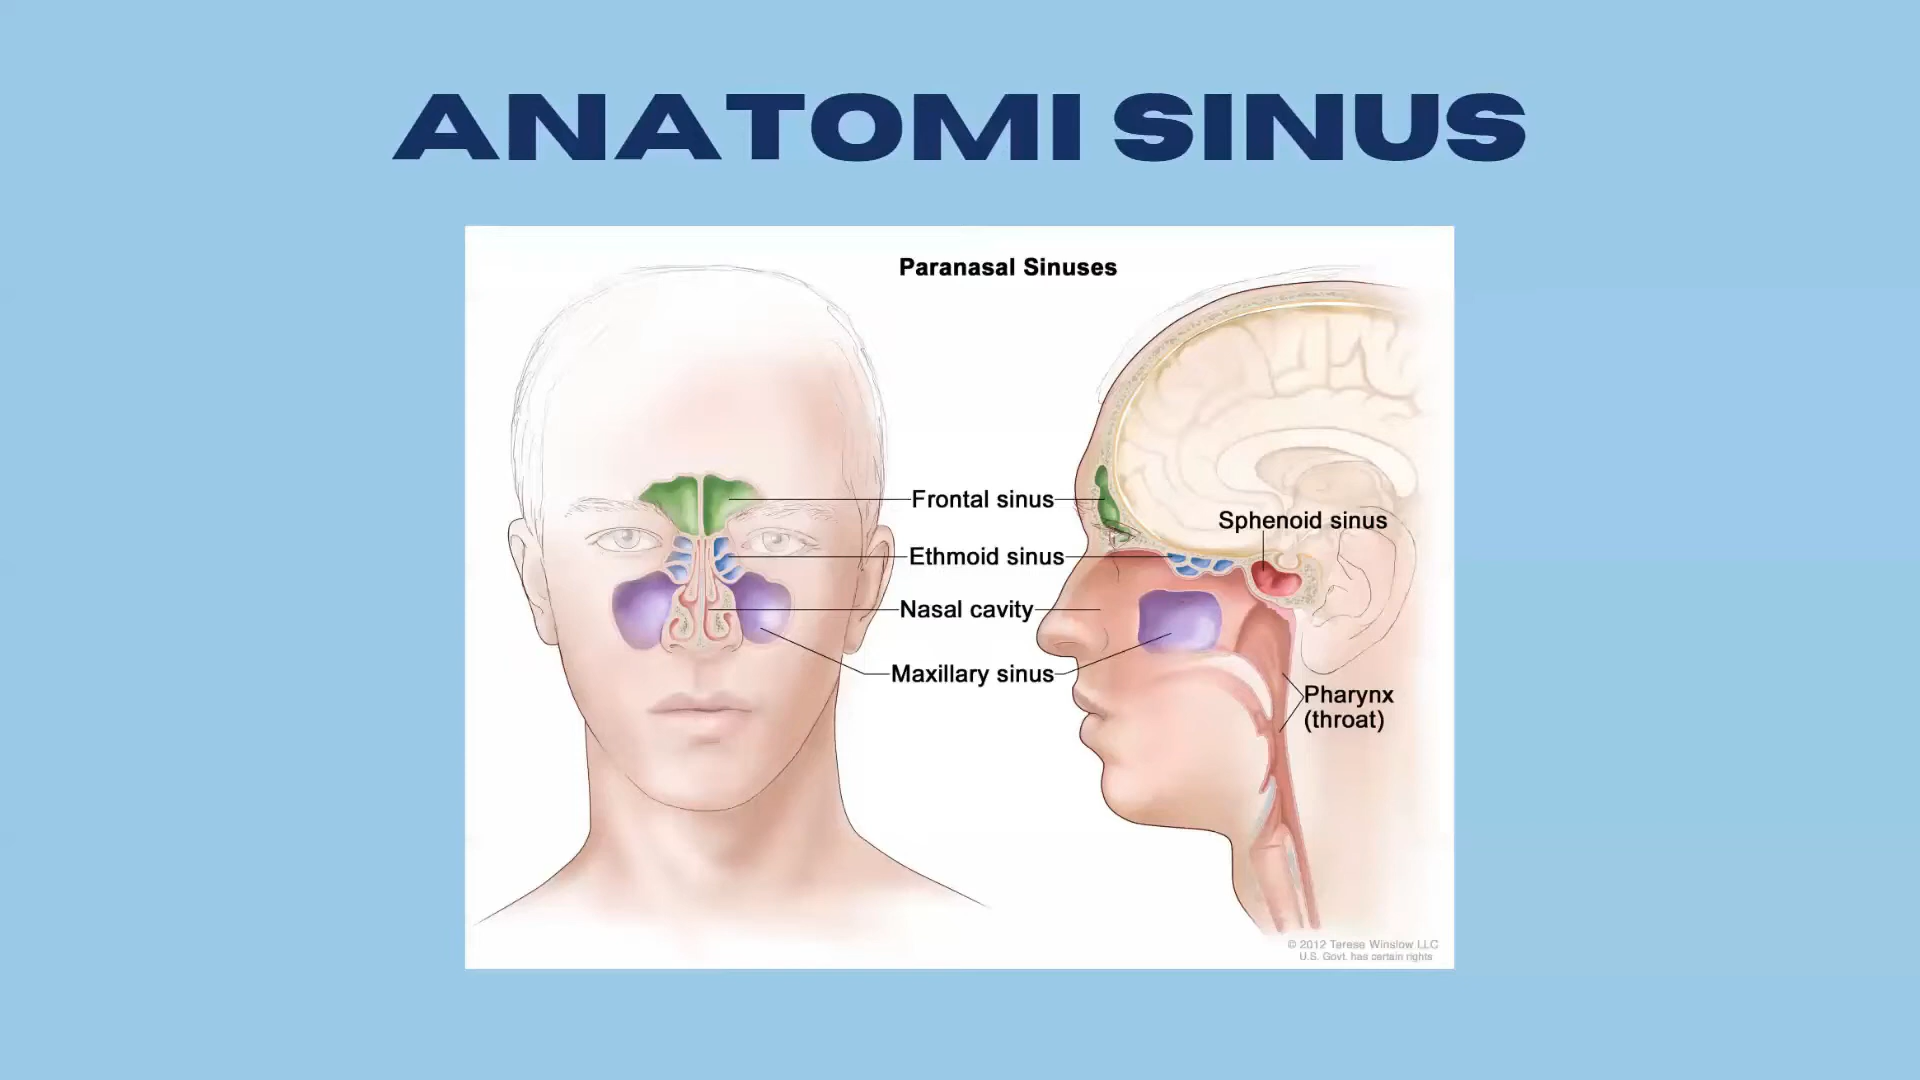 ANATOMI SINUS
Paranasal Sinuses
Frontal sinus
Sphenoid sinus
Ethmoid sinus
Nasal cavity
Maxillary sinus
Pharynx
(throat)
© 2012 Terese Winslow LLC
U.S. Govt. has certain rights